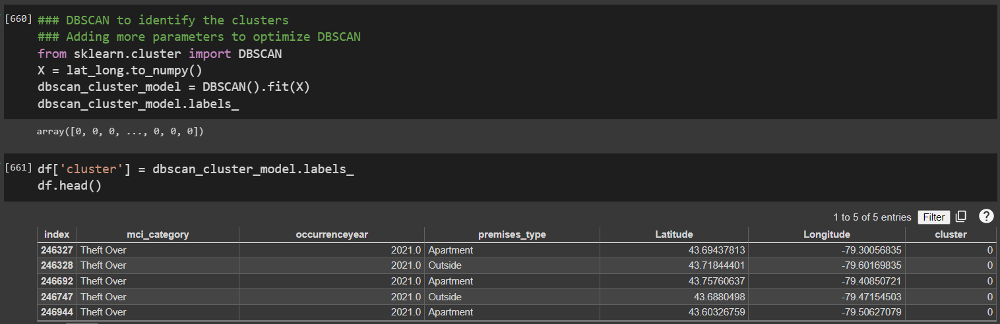 [660] ### DBSCAN to identify the clusters
### Adding more parameters to optimize DBSCAN
from sklearn.cluster import DBSCAN
X = lat_long.to_numpy()
dbscan_cluster_model = DBSCAN().fit(X)
dbscan_cluster_model.labels_
array([0, 0, 0, ..., 0, 0, 0])
[661] df['cluster'] = dbscan_cluster_model.labels_
df.head()
1 to 5 of 5 entries Filter ?
index mci_category occurrenceyear premises_type Latitude Longitude cluster
246327 Theft Over 2021.0 Apartment 43.69437813 -79.30056835 0
246328 Theft Over 2021.0 Outside 43.71844401 -79.60169835 0
246692 Theft Over 2021.0 Apartment 43.75760637 -79.40850721 0
246747 Theft Over 2021.0 Outside 43.6880498 -79.47154503 0
246944 Theft Over 2021.0 Apartment 43.60326759 -79.50627079 0